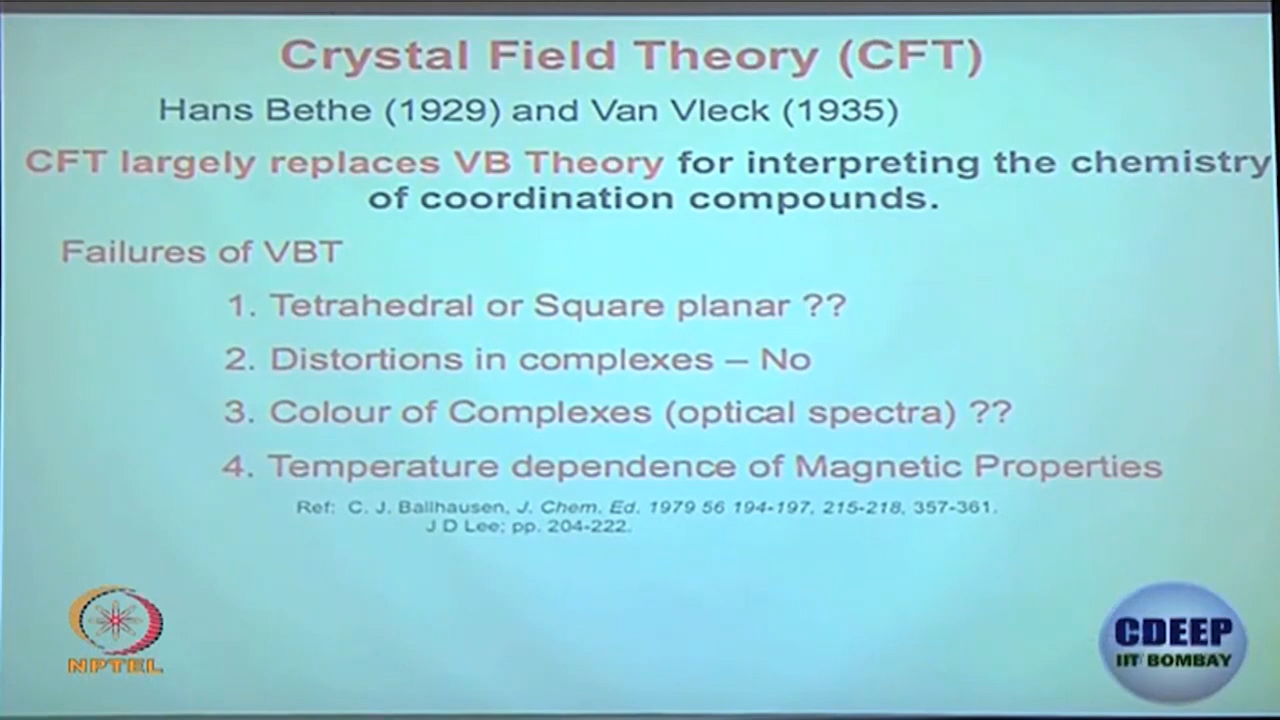 Crystal Field Theory (CFT)
Hans Bethe (1929) and Van Vleck (1935)
CFT largely replaces VB Theory for interpreting the chemistry
of coordination compounds.
Failures of VBT
1. Tetrahedral or Square planar ??
2. Distortions in complexes – No
3. Colour of Complexes (optical spectra) ??
4. Temperature dependence of Magnetic Properties
Ref: C. J. Ballhausen, J. Chem. Ed. 1979 56 194-197, 215-218, 357-361.
J D Lee; pp. 204-222.
NPTEL
CDEEP
IIT BOMBAY